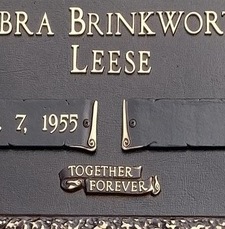 BRA BRINKWORT
LEESE
. 7, 1955
TOGETHER
FOREVER